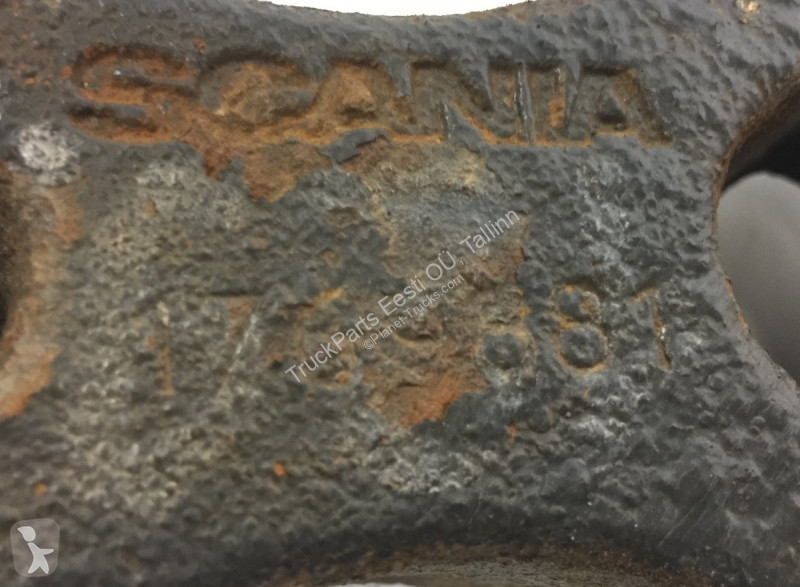 SCANIA
TruckParts Eesti OÜ, Tallinn
©Planet-Trucks.com